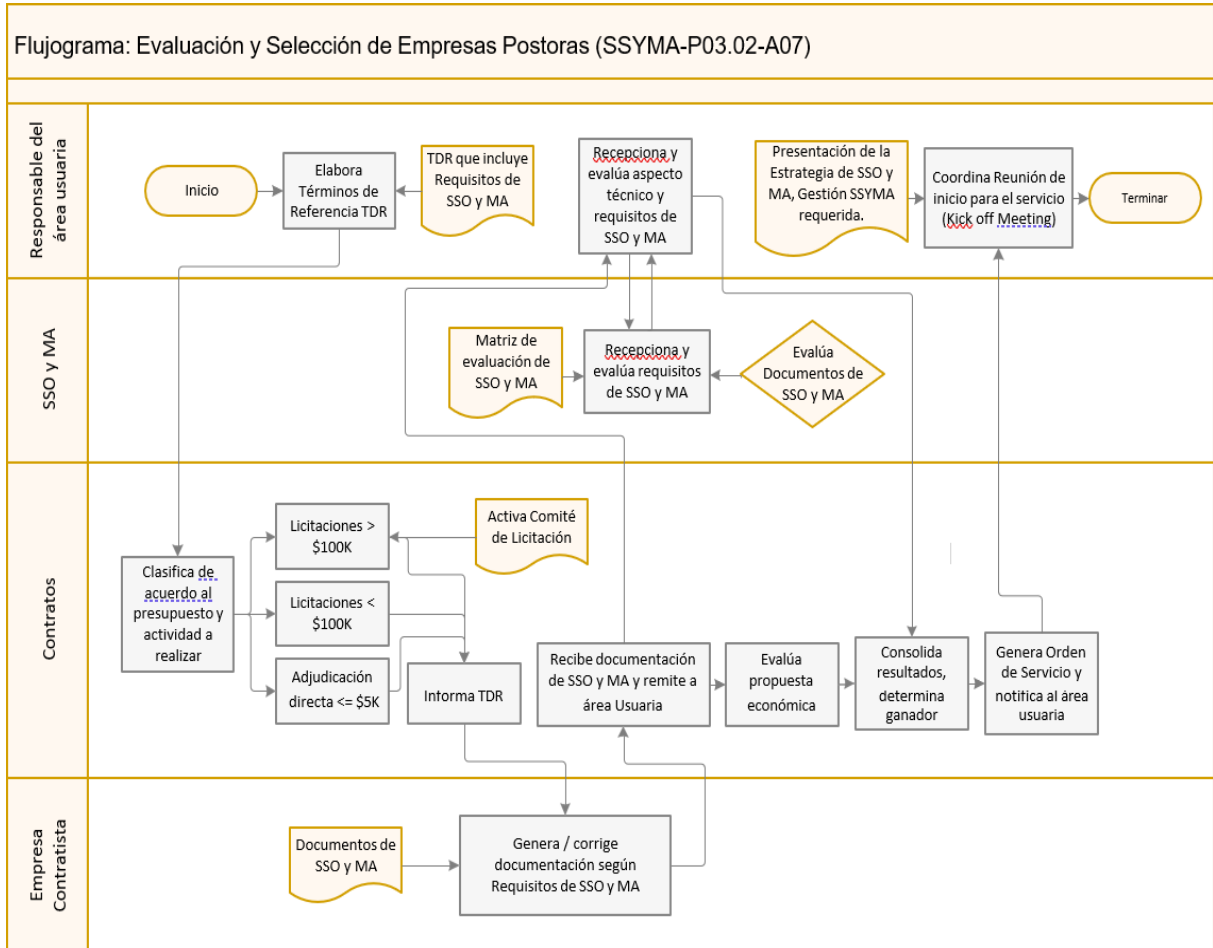 Flujograma: Evaluación y Selección de Empresas Postoras (SSYMA-P03.02-A07)
Responsable del
área usuaria
Inicio
Elabora
Términos de
Referencia TDR
TDR que incluye
Requisitos de
SSO y MA
Recepciona y
evalúa aspecto
técnico y
requisitos de
SSO y MA
Presentación de la
Estrategia de SSO y
MA, Gestión SSYMA
requerida.
Coordina Reunión de
inicio para el servicio
(Kick off Meeting)
Terminar
SSO y MA
Matriz de
evaluación de
SSO y MA
Recepciona y
evalúa requisitos
de SSO y MA
Evalúa
Documentos de
SSO y MA
Contratos
Clasifica de
acuerdo al
presupuesto y
actividad a
realizar
Licitaciones >
$100K
Activa Comité
de Licitación
Licitaciones <
$100K
Adjudicación
directa <= $5K
Informa TDR
Recibe documentación
de SSO y MA y remite a
área Usuaria
Evalúa
propuesta
económica
Consolida
resultados,
determina
ganador
Genera Orden
de Servicio y
notifica al área
usuaria
Empresa
Contratista
Documentos de
SSO y MA
Genera / corrige
documentación según
Requisitos de SSO y MA